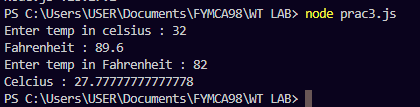 PS C:\Users\USER\Documents\FYMCA98\WT LAB> node prac3.js
Enter temp in celsius : 32
Fahrenheit : 89.6
Enter temp in Fahrenheit : 82
Celcius : 27.77777777777778
PS C:\Users\USER\Documents\FYMCA98\WT LAB>